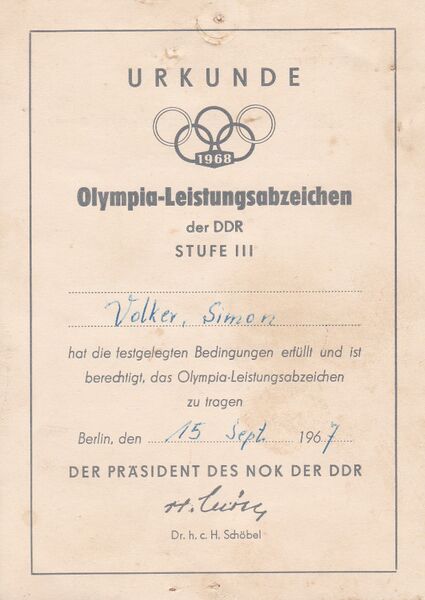 URKUNDE
1968
Olympia-Leistungsabzeichen
der DDR
STUFE III
Volker, Simon
hat die festgelegten Bedingungen erfüllt und ist
berechtigt, das Olympia-Leistungsabzeichen
zu tragen
Berlin, den 15 Sept. 1967
DER PRÄSIDENT DES NOK DER DDR
Dr. h. c. H. Schöbel